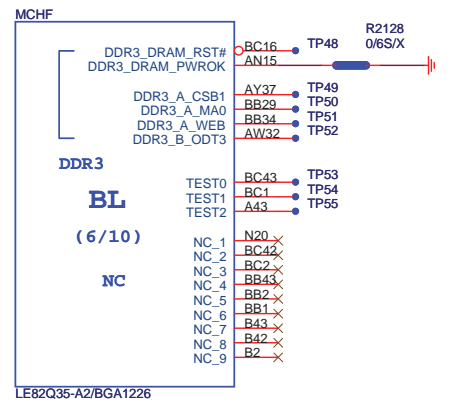 MCHF
R2128
DDR3_DRAM_RST# BC16 TP48 0/6S/X
DDR3_DRAM_PWROK AN15
DDR3_A_CSB1 AY37 TP49
DDR3_A_MA0 BB29 TP50
DDR3_A_WEB BB34 TP51
DDR3_B_ODT3 AW32 TP52
DDR3
TEST0 BC43 TP53
TEST1 BC1 TP54
TEST2 A43 TP55
BL
(6/10)
NC_1 N20
NC_2 BC42
NC_3 BC2
NC_4 BB43
NC
NC_5 BB2
NC_6 BB1
NC_7 B43
NC_8 B42
NC_9 B2
LE82Q35-A2/BGA1226